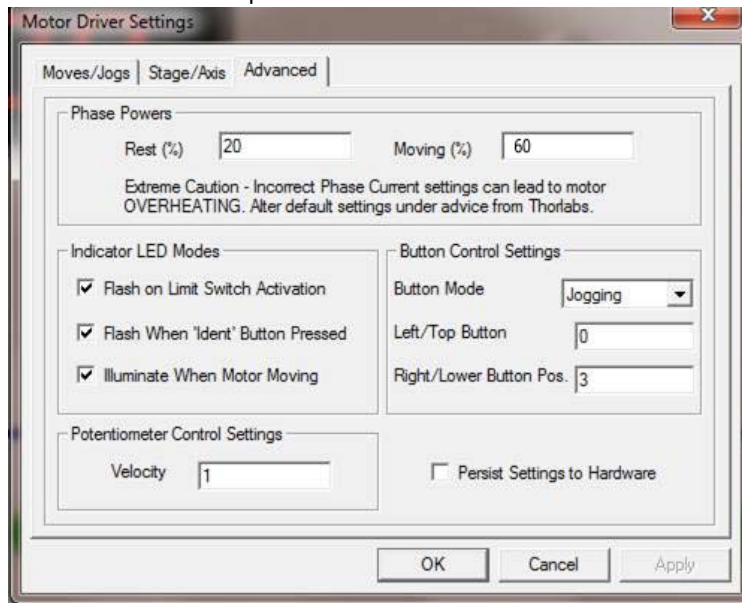 Motor Driver Settings
Moves/Jogs Stage/Axis Advanced
Phase Powers
Rest (%) 20 Moving (%) 60
Extreme Caution - Incorrect Phase Current settings can lead to motor
OVERHEATING. Alter default settings under advice from Thorlabs.
Indicator LED Modes
Flash on Limit Switch Activation
Flash When 'Ident' Button Pressed
Illuminate When Motor Moving
Button Control Settings
Button Mode Jogging
Left/Top Button 0
Right/Lower Button Pos. 3
Potentiometer Control Settings
Velocity 1
Persist Settings to Hardware
OK Cancel Apply